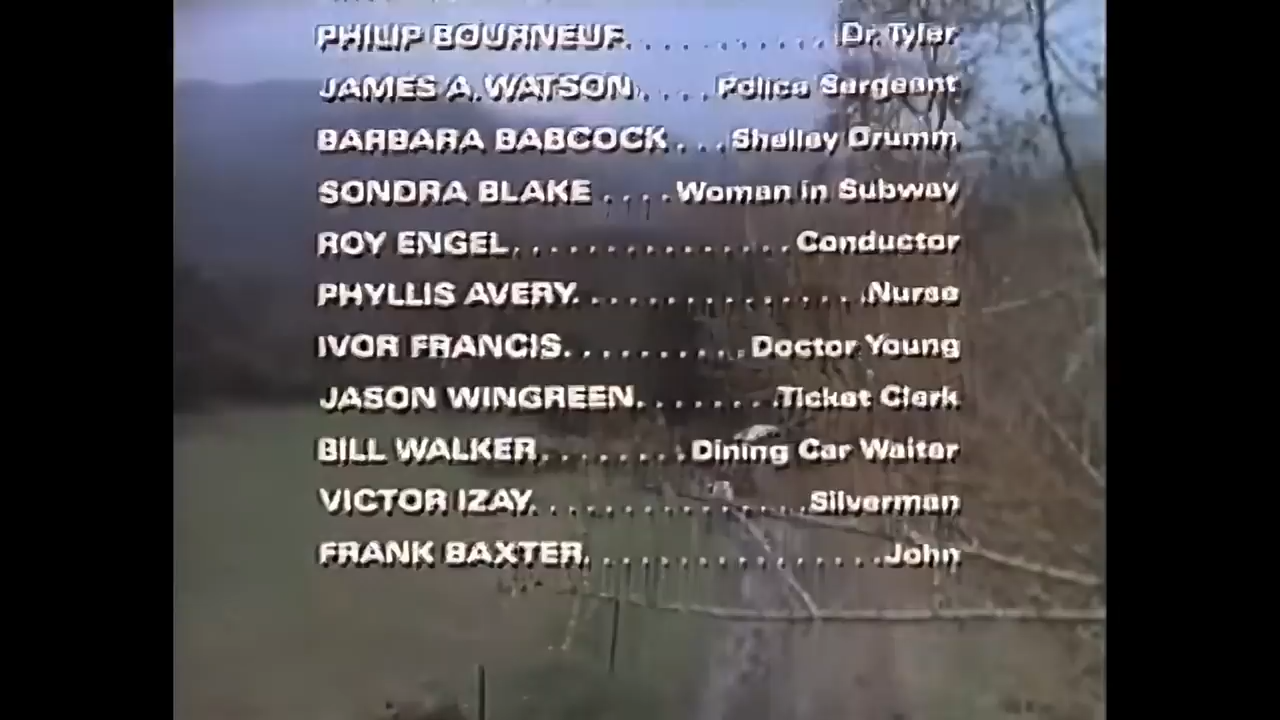 PHILIP BOURNEUF...........Dr. Tyler
JAMES A. WATSON.....Police Sergeant
BARBARA BABCOCK...Shelley Drumm
SONDRA BLAKE....Woman in Subway
ROY ENGEL..............Conductor
PHYLLIS AVERY..............Nurse
IVOR FRANCIS.........Doctor Young
JASON WINGREEN.......Ticket Clerk
BILL WALKER.......Dining Car Waiter
VICTOR IZAY..............Silverman
FRANK BAXTER...............John